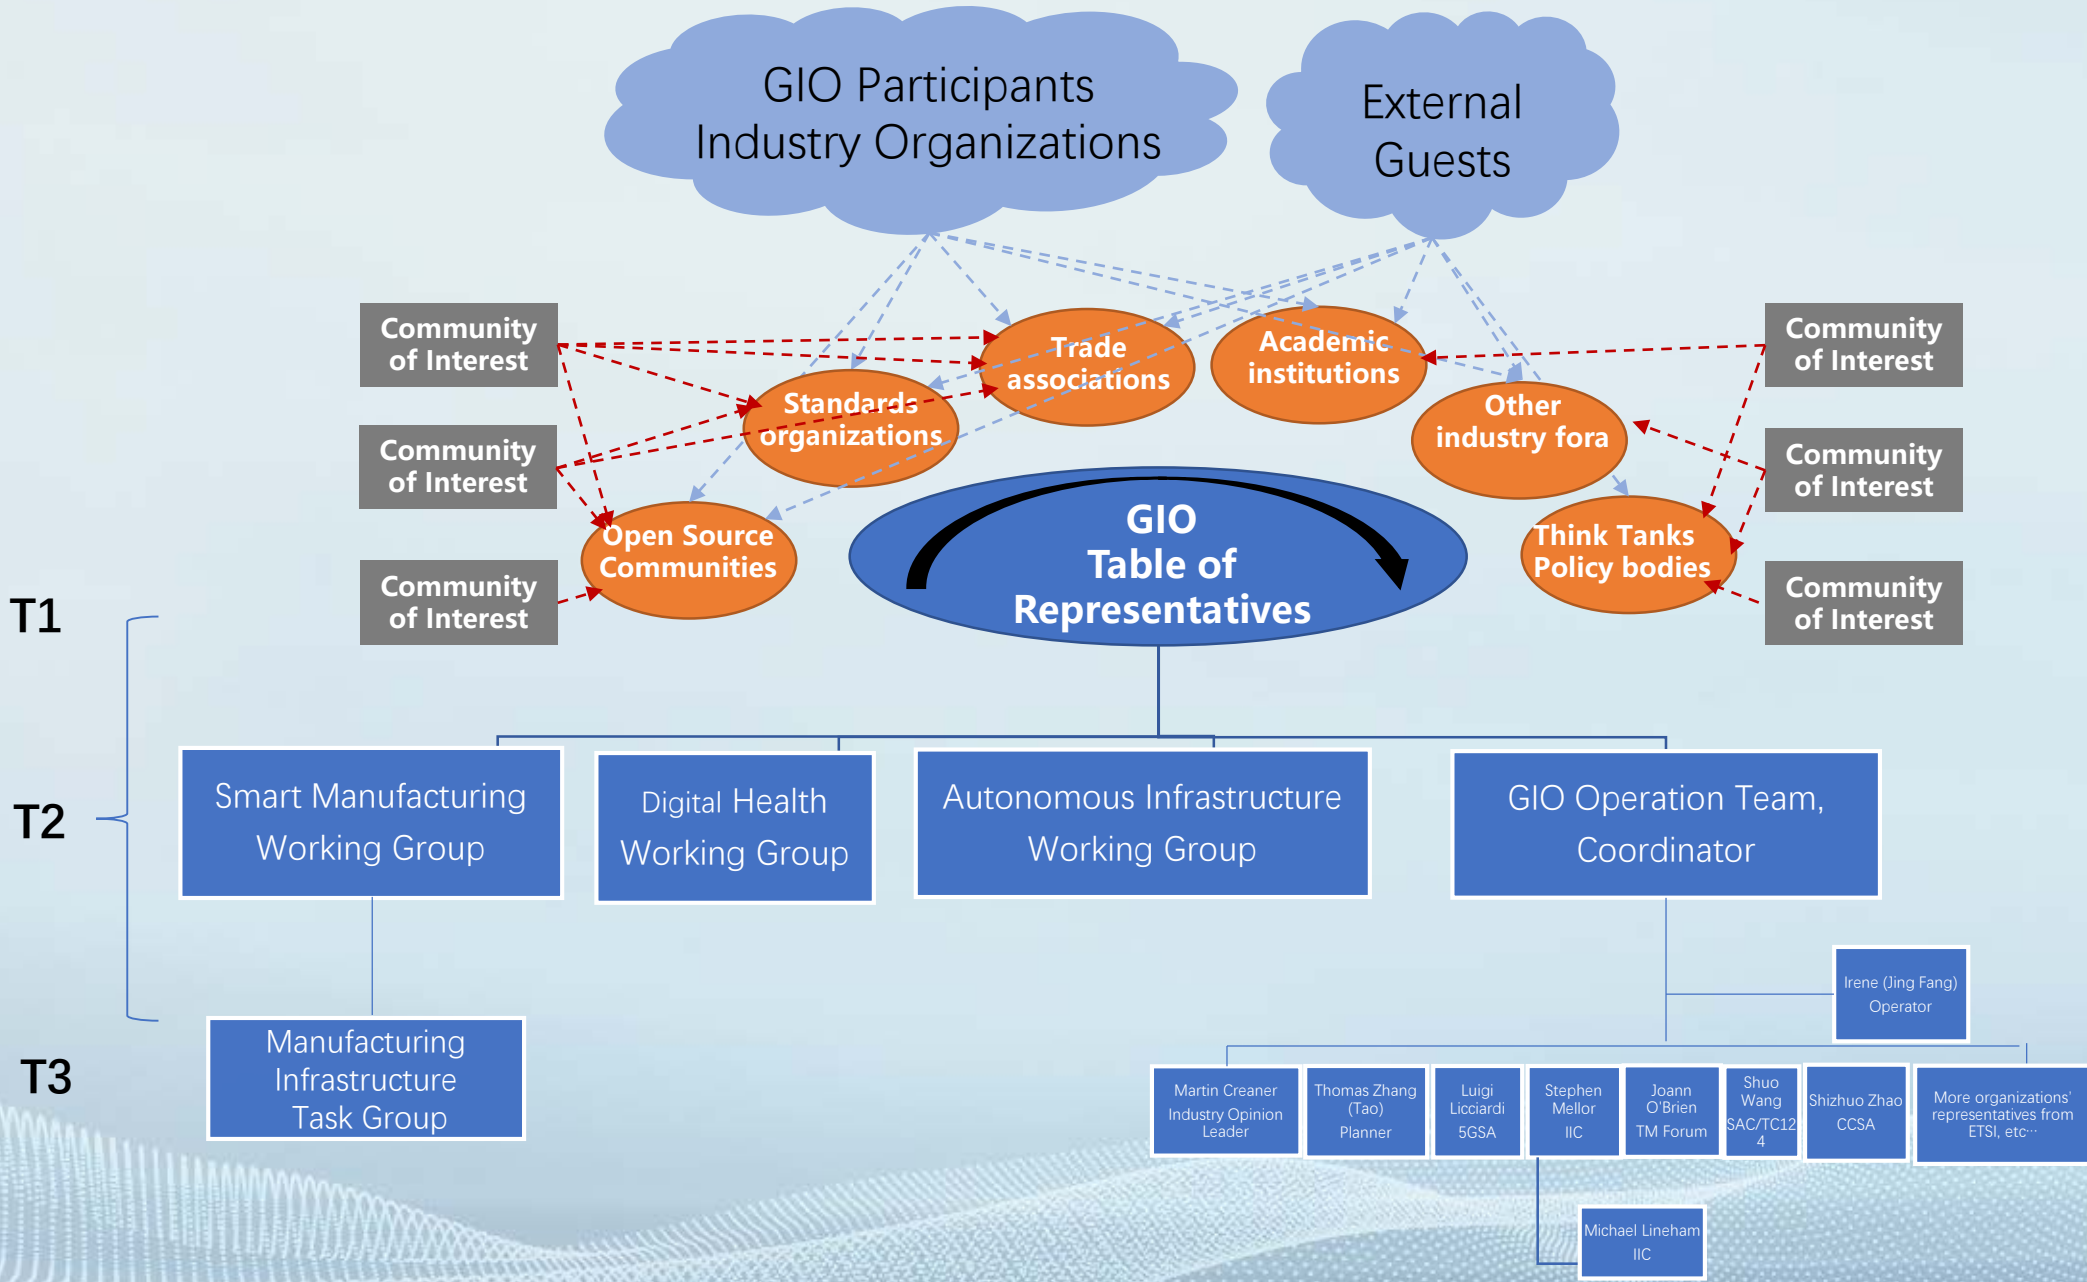 GIO Participants
Industry Organizations
External
Guests
Community
of Interest
Community
of Interest
Community
of Interest
Trade
associations
Academic
institutions
Standards
organizations
Other
industry fora
Open Source
Communities
Think Tanks
Policy bodies
Community
of Interest
Community
of Interest
Community
of Interest
GIO
Table of
Representatives
T1
T2
T3
Smart Manufacturing
Working Group
Digital Health
Working Group
Autonomous Infrastructure
Working Group
GIO Operation Team,
Coordinator
Manufacturing
Infrastructure
Task Group
Irene (Jing Fang)
Operator
Martin Creaner
Industry Opinion
Leader
Thomas Zhang
(Tao)
Planner
Luigi
Licciardi
5GSA
Stephen
Mellor
IIC
Joann
O'Brien
TM Forum
Shuo
Wang
SAC/TC12
4
Shizhuo Zhao
CCSA
More organizations'
representatives from
ETSI, etc…
Michael Lineham
IIC